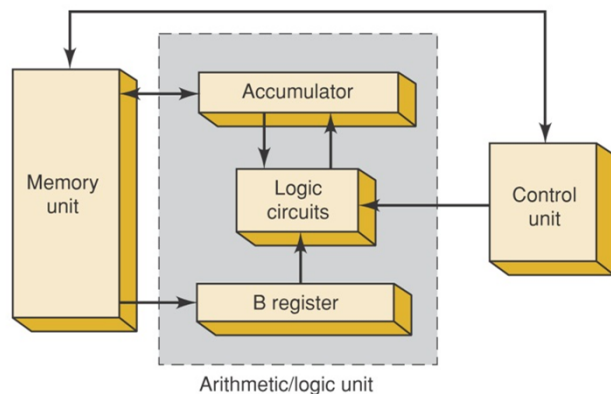 Accumulator
Memory
unit
Logic
circuits
Control
unit
B register
Arithmetic/logic unit